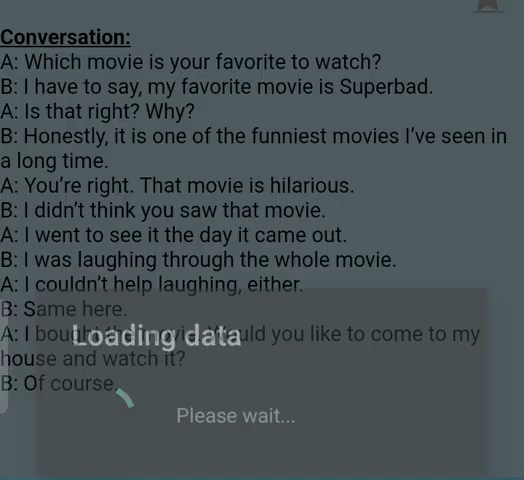 Conversation:
A: Which movie is your favorite to watch?
B: I have to say, my favorite movie is Superbad.
A: Is that right? Why?
B: Honestly, it is one of the funniest movies I've seen in
a long time.
A: You're right. That movie is hilarious.
B: I didn't think you saw that movie.
A: I went to see it the day it came out.
B: I was laughing through the whole movie.
A: I couldn't help laughing, either.
B: Same here.
A: I bought the movie. Would you like to come to my
Loading data
house and watch it?
B: Of course.
Please wait...